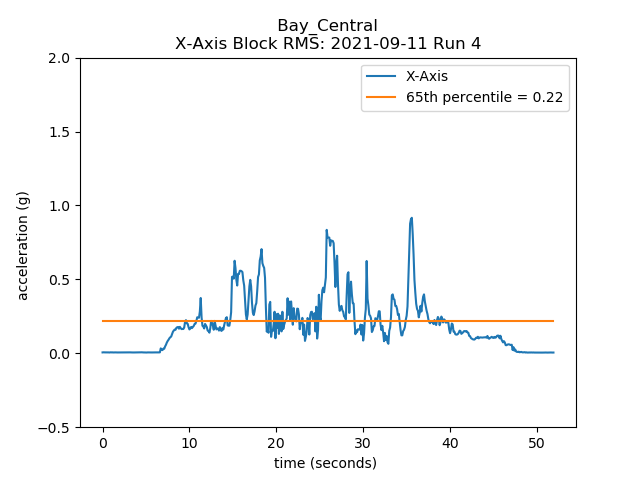 Bay_Central
X-Axis Block RMS: 2021-09-11 Run 4
2.0
1.5
1.0
0.5
0.0
−0.5
acceleration (g)
X-Axis
65th percentile = 0.22
0 10 20 30 40 50
time (seconds)